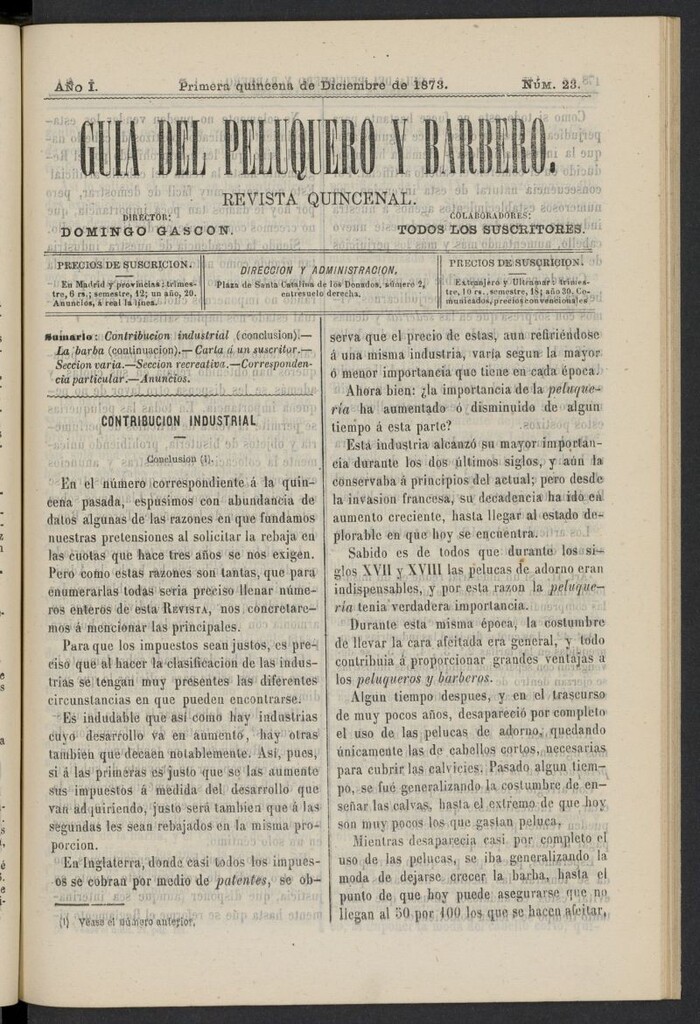 AÑO I.
Primera quincena de Diciembre de 1873.
NÚM. 23.
GUIA DEL PELUQUERO Y BARBERO.
REVISTA QUINCENAL.
DIRECTOR:
DOMINGO GASCON.
COLABORADORES:
TODOS LOS SUSCRITORES.
PRECIOS DE SUSCRICION.
En Madrid y provincias: trimes-
tre, 6 rs.; semestre, 12; un año, 20.
Anuncios, á real la línea.
DIRECCION Y ADMINISTRACION,
Plaza de Santa Catalina de los Donados, número 2,
entresuelo derecha.
PRECIOS DE SUSCRICION.
Extranjero y Ultramar: trimes-
tre, 10 rs., semestre, 18; año 30. Co-
municados, precios convencionales
Sumario: Contribucion industrial (conclusion).—
La barba (continuacion).—Carta á un suscritor.—
Seccion varia.—Seccion recreativa.—Corresponden-
cia particular.—Anuncios.
CONTRIBUCION INDUSTRIAL
Conclusion (1).
En el número correspondiente á la quin-
cena pasada, espusimos con abundancia de
datos algunas de las razones en que fundamos
nuestras pretensiones al solicitar la rebaja en
las cuotas que hace tres años se nos exigen.
Pero como estas razones son tantas, que para
enumerarlas todas seria preciso llenar núme-
ros enteros de esta REVISTA, nos concretare-
mos á mencionar las principales.
Para que los impuestos sean justos, es pre-
ciso que al hacer la clasificacion de las indus-
trias se tengan muy presentes las diferentes
circunstancias en que pueden encontrarse.
Es indudable que así como hay industrias
cuyo desarrollo va en aumento, hay otras
tambien que decaen notablemente. Así, pues,
si á las primeras es justo que se las aumente
sus impuestos á medida del desarrollo que
van adquiriendo, justo será tambien que á las
segundas les sean rebajados en la misma pro-
porcion.
En Inglaterra, donde casi todos los impues-
os se cobran por medio de patentes, se ob-
(1) Véase el número anterior.
serva que el precio de estas, aun refiriéndose
á una misma industria, varía segun la mayor
ó menor importancia que tiene en cada época.
Ahora bien: ¿la importancia de la peluque-
ría ha aumentado ó disminuido de algun
tiempo á esta parte?
Esta industria alcanzó su mayor importan-
cia durante los dos últimos siglos, y aún la
conservaba á principios del actual; pero desde
la invasion francesa, su decadencia ha ido en
aumento creciente, hasta llegar al estado de-
plorable en que hoy se encuentra.
Sabido es de todos que durante los si-
glos XVII y XVIII las pelucas de adorno eran
indispensables, y por esta razon la peluque-
ría tenia verdadera importancia.
Durante esta misma época, la costumbre
de llevar la cara afeitada era general, y todo
contribuia á proporcionar grandes ventajas á
los peluqueros y barberos.
Algun tiempo despues, y en el trascurso
de muy pocos años, desapareció por completo
el uso de las pelucas de adorno, quedando
únicamente las de cabellos cortos, necesarias
para cubrir las calvicies. Pasado algun tiem-
po, se fué generalizando la costumbre de en-
señar las calvas, hasta el extremo de que hoy
son muy pocos los que gastan peluca.
Mientras desaparecia casi por completo el
uso de las pelucas, se iba generalizando la
moda de dejarse crecer la barba, hasta el
punto de que hoy puede asegurarse que no
llegan al 50 por 100 los que se hacen afeitar,